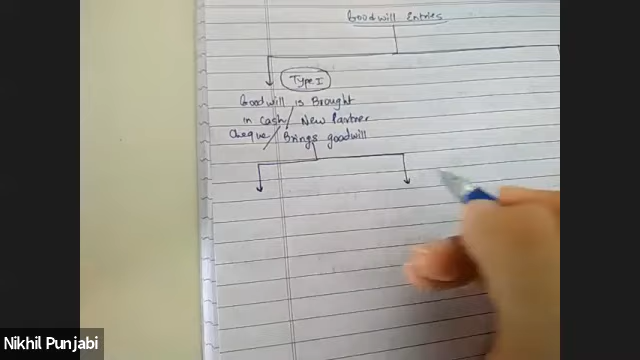 Goodwill Entries
Type I
Goodwill is Brought
in Cash / New Partner
Cheque / Brings goodwill
Nikhil Punjabi